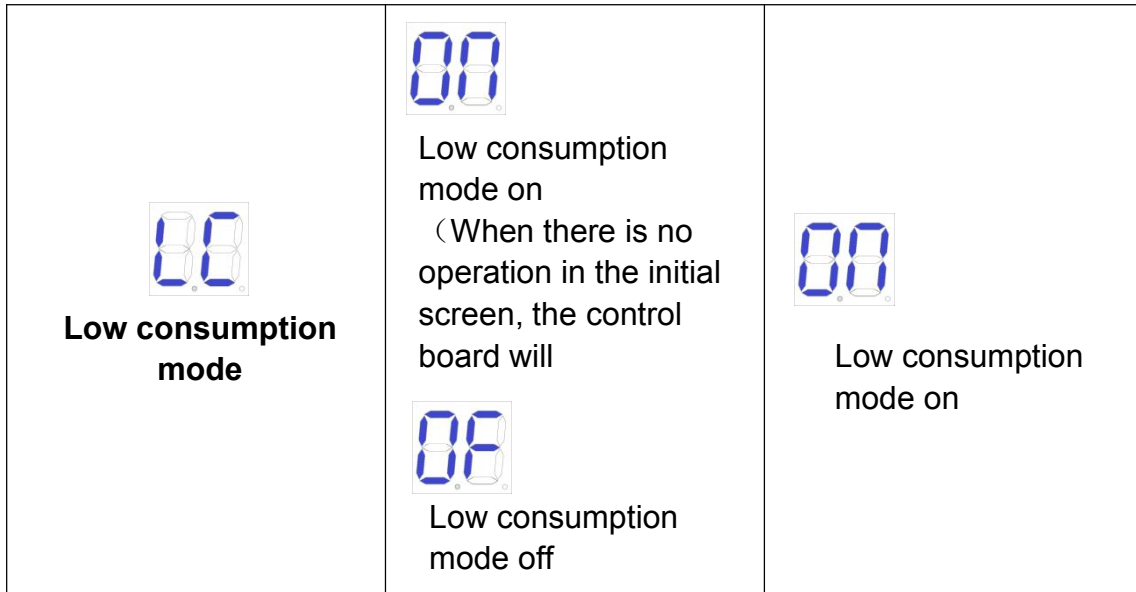 LC
Low consumption
mode
On
Low consumption
mode on
（When there is no
operation in the initial
screen, the control
board will
OF
Low consumption
mode off
On
Low consumption
mode on